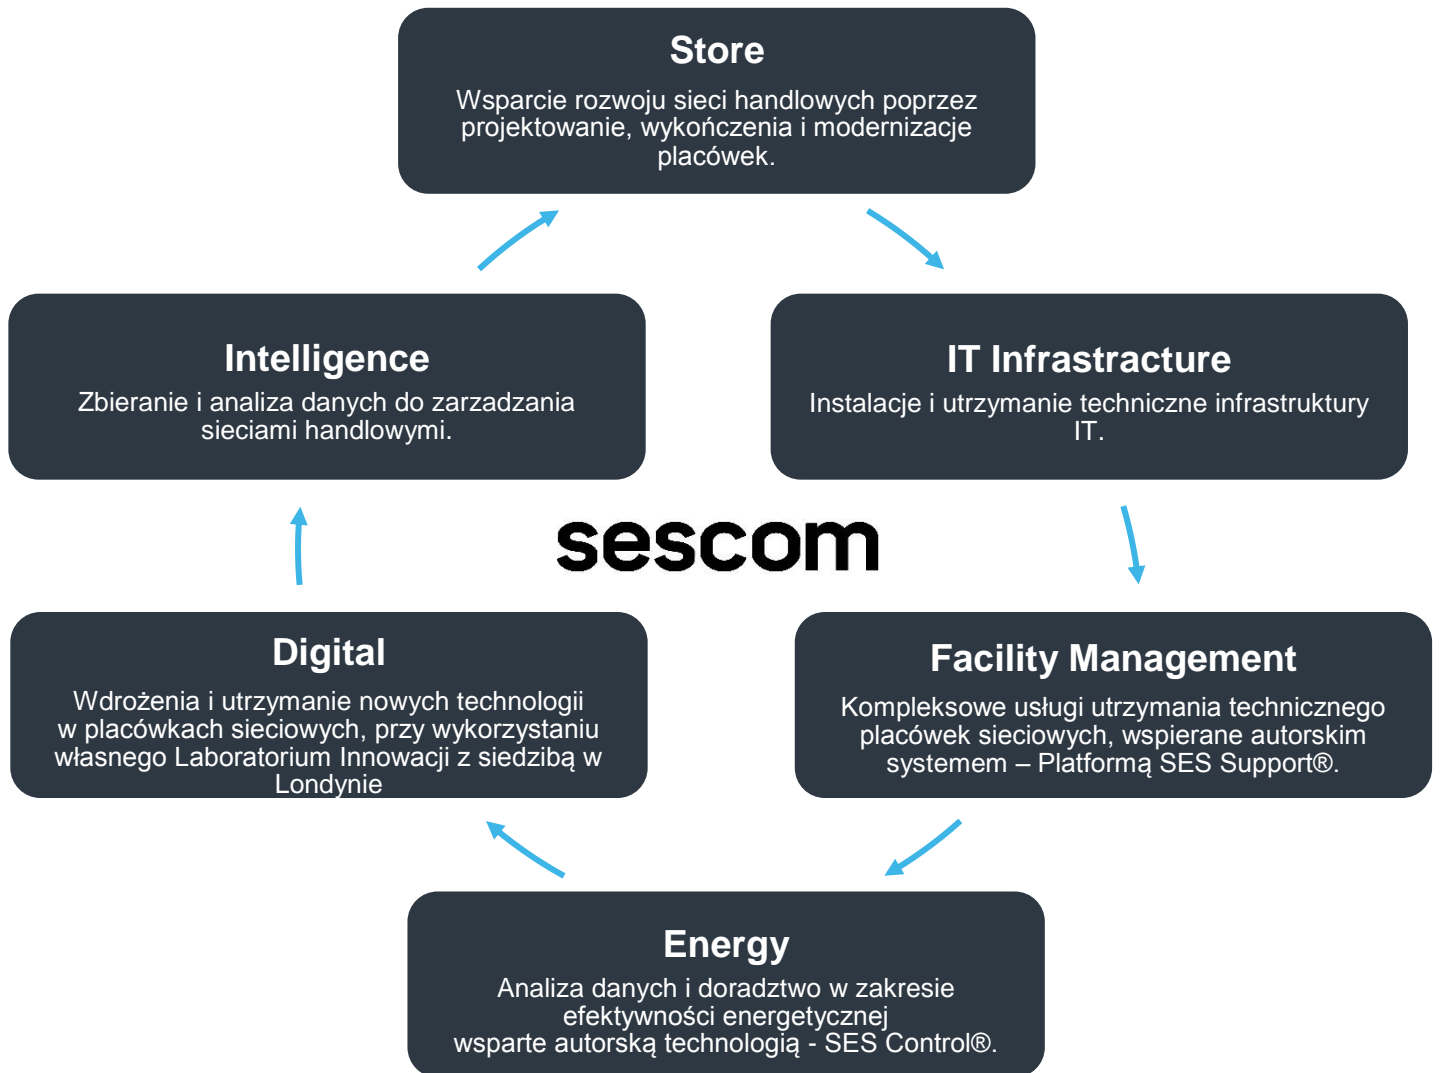 Store
Wsparcie rozwoju sieci handlowych poprzez
projektowanie, wykończenia i modernizacje
placówek.
Intelligence
Zbieranie i analiza danych do zarzadzania
sieciami handlowymi.
IT Infrastracture
Instalacje i utrzymanie techniczne infrastruktury
IT.
sescom
Digital
Wdrożenia i utrzymanie nowych technologii
w placówkach sieciowych, przy wykorzystaniu
własnego Laboratorium Innowacji z siedzibą w
Londynie
Facility Management
Kompleksowe usługi utrzymania technicznego
placówek sieciowych, wspierane autorskim
systemem – Platformą SES Support®.
Energy
Analiza danych i doradztwo w zakresie
efektywności energetycznej
wsparte autorską technologią - SES Control®.